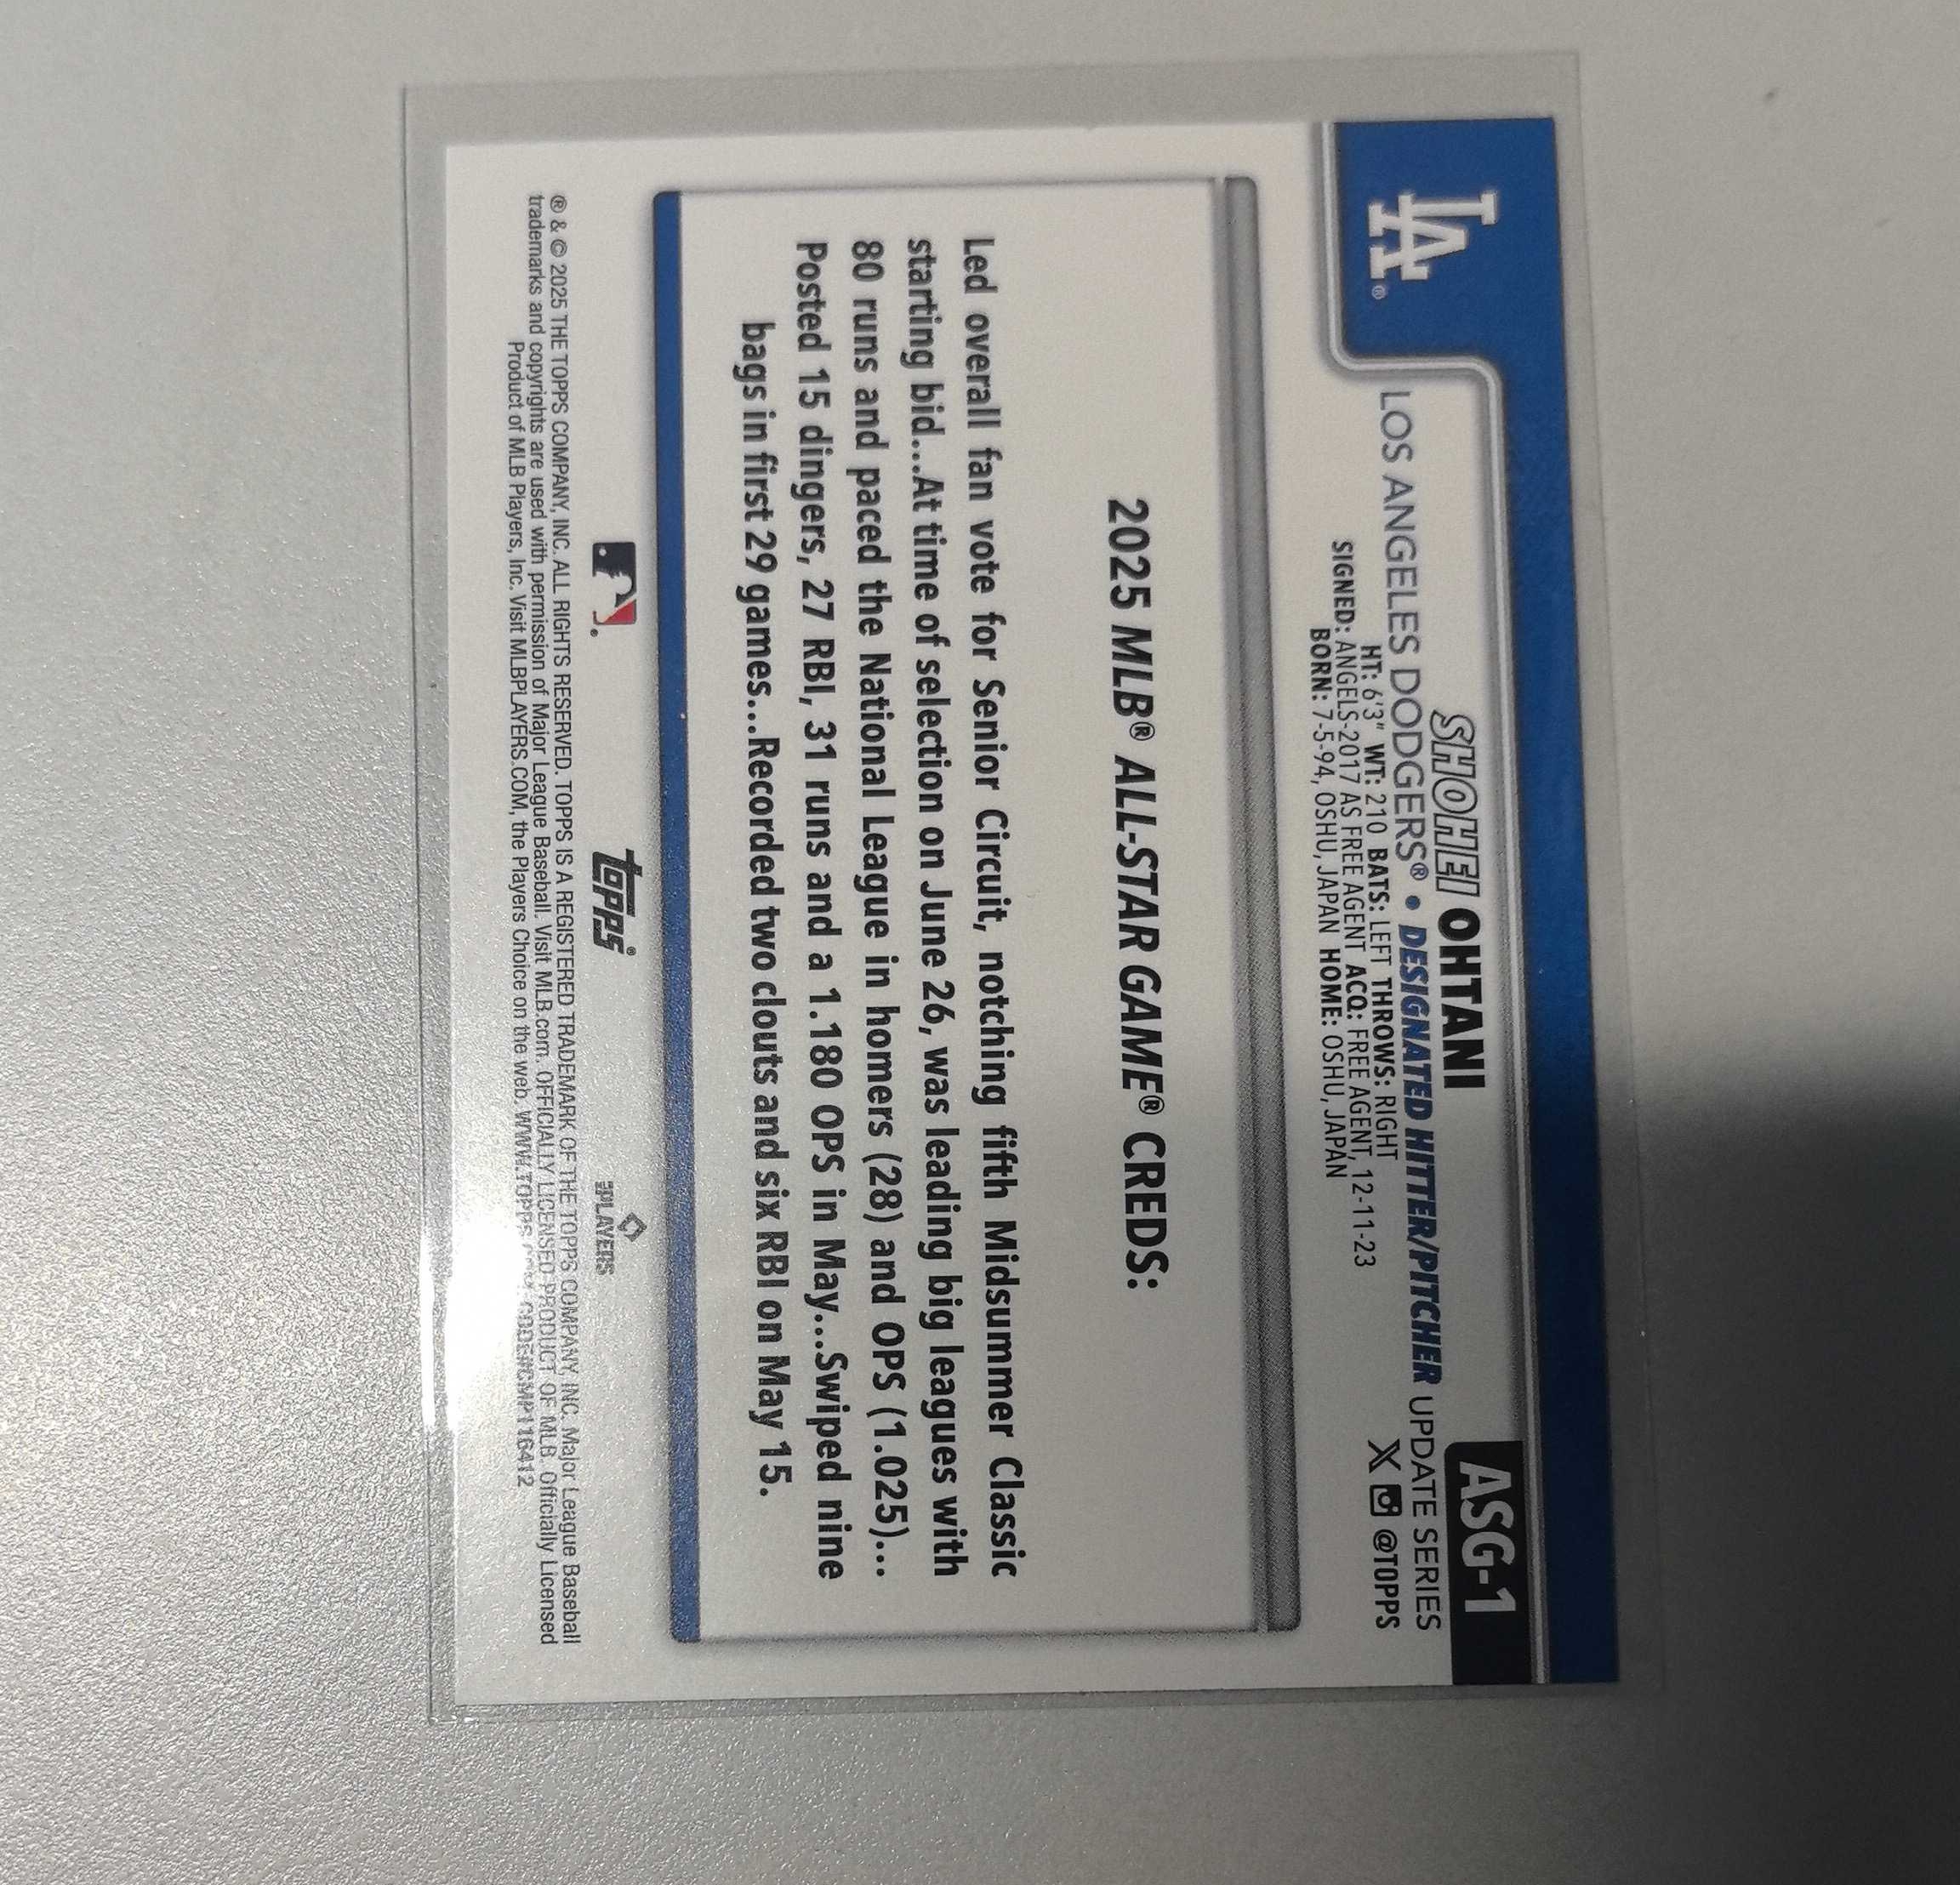 ASG-1
LA®
SHOHEI OHTANI
LOS ANGELES DODGERS® • DESIGNATED HITTER/PITCHER UPDATE SERIES
HT: 6'3" WT: 210 BATS: LEFT THROWS: RIGHT
SIGNED: ANGELS-2017 AS FREE AGENT ACQ: FREE AGENT, 12-11-23
BORN: 7-5-94, OSHU, JAPAN HOME: OSHU, JAPAN
X @TOPPS
2025 MLB® ALL-STAR GAME® CREDS:
Led overall fan vote for Senior Circuit, notching fifth Midsummer Classic
starting bid...At time of selection on June 26, was leading big leagues with
80 runs and paced the National League in homers (28) and OPS (1.025)...
Posted 15 dingers, 27 RBI, 31 runs and a 1.180 OPS in May...Swiped nine
bags in first 29 games...Recorded two clouts and six RBI on May 15.
topps®
PLAYERS
® & © 2025 THE TOPPS COMPANY, INC. ALL RIGHTS RESERVED. TOPPS IS A REGISTERED TRADEMARK OF THE TOPPS COMPANY, INC. Major League Baseball
trademarks and copyrights are used with permission of Major League Baseball. Visit MLB.com. OFFICIALLY LICENSED PRODUCT OF MLB. Officially Licensed
Product of MLB Players, Inc. Visit MLBPLAYERS.COM, the Players Choice on the web. WWW.TOPPS.COM. CODE#CMP116412